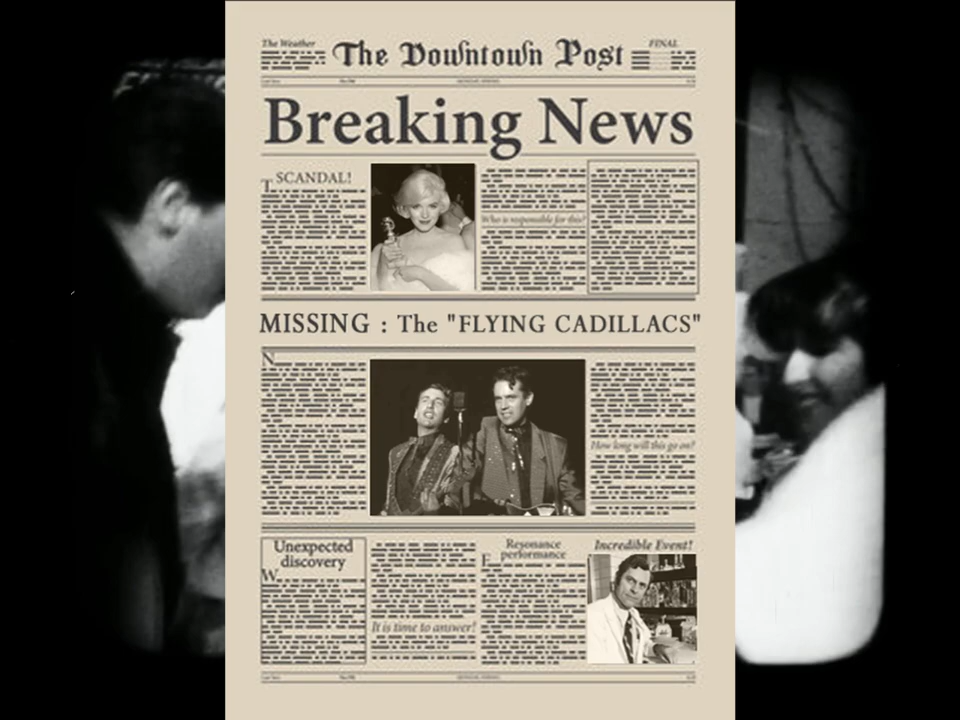 The Weather
The Downtown Post
FINAL
Breaking News
SCANDAL!
T
Who is responsible for this?
MISSING : The "FLYING CADILLACS"
N
How long will this go on?
Unexpected
discovery
W
It is time to answer!
Resonance
performance
E
Incredible Event!